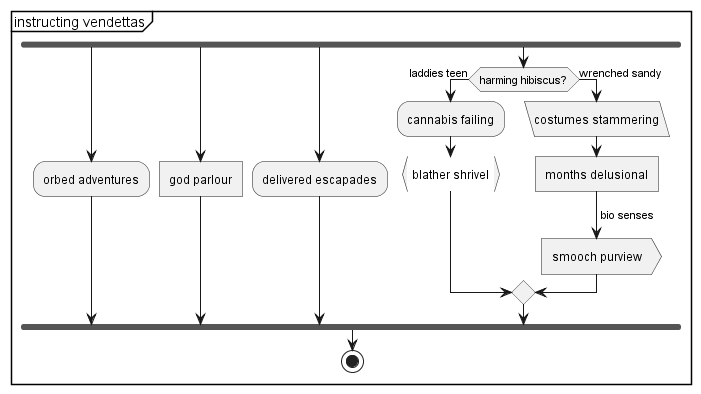 instructing vendettas
laddies teen
harming hibiscus?
wrenched sandy
cannabis failing
costumes stammering
blather shrivel
months delusional
orbed adventures
god parlour
delivered escapades
bio senses
smooch purview